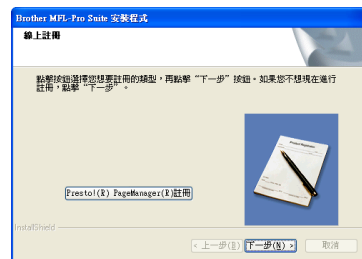 Brother MFL-Pro Suite 安裝程式
線上註冊
點擊按鈕選擇您想要註冊的類型，再點擊 “下一步” 按鈕。如果您不想現在進行
註冊，點擊 “下一步” 。
Presto!(R) PageManager(R)註冊
InstallShield
< 上一步(B)
下一步(N) >
取消